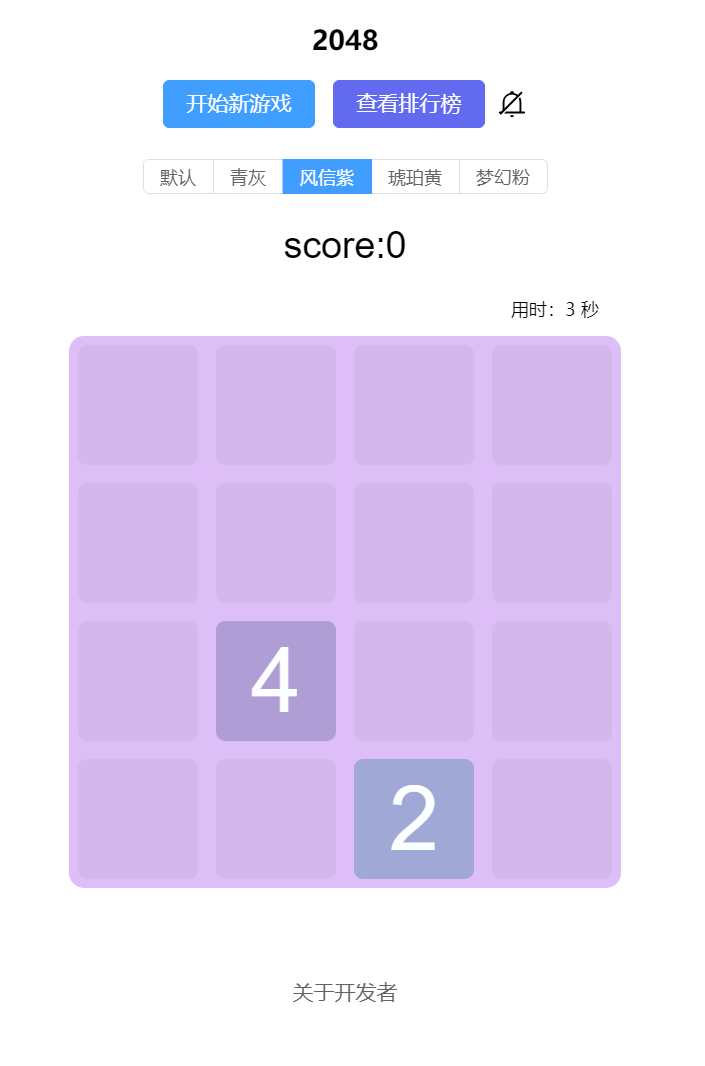 2048
开始新游戏 查看排行榜
默认 青灰 风信紫 琥珀黄 梦幻粉
score:0
用时：3 秒
4
2
关于开发者